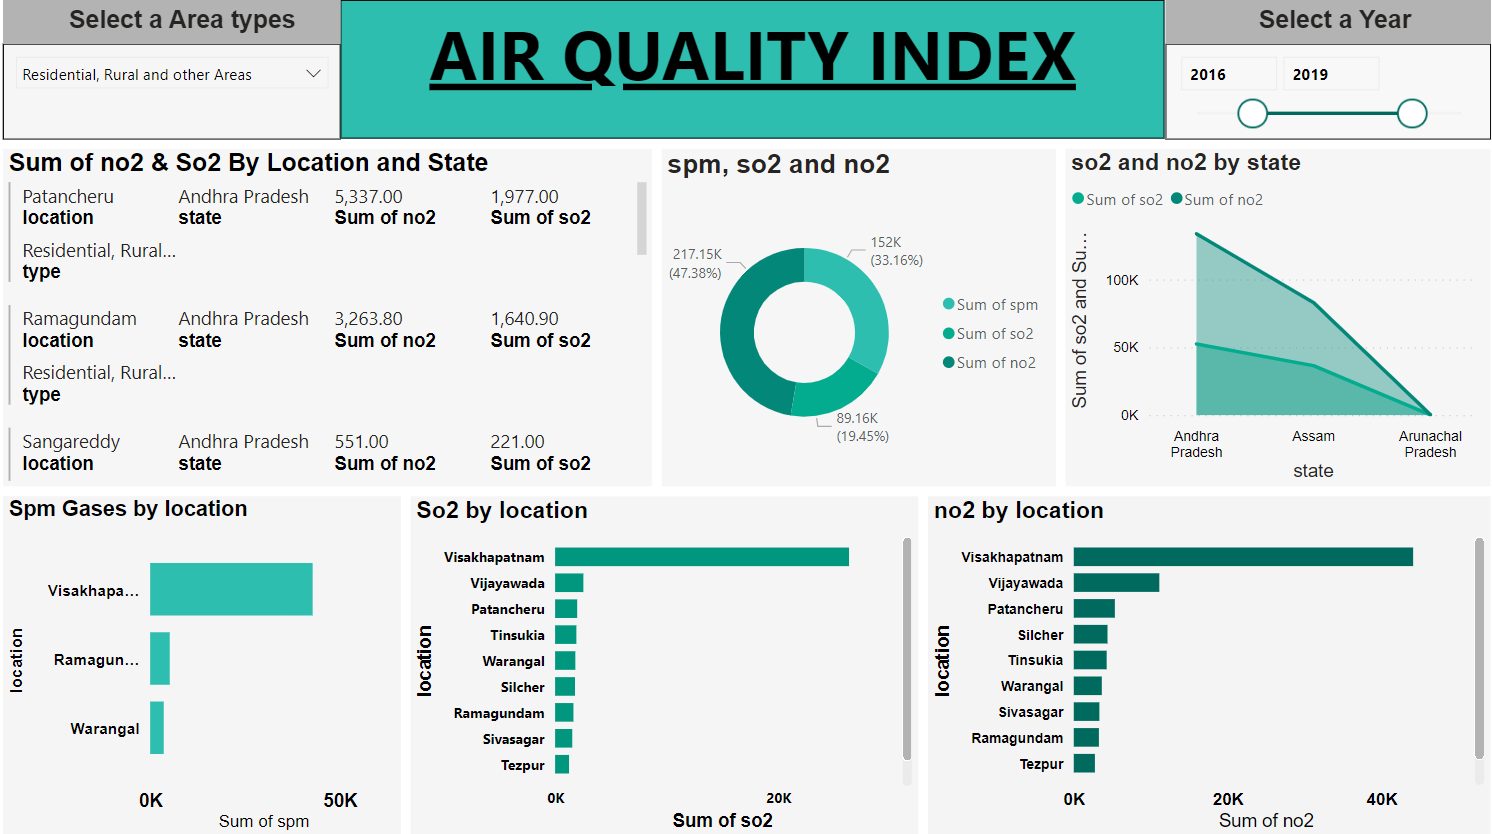 Select a Area types
AIR QUALITY INDEX
Select a Year
Residential, Rural and other Areas
2016 2019
Sum of no2 & So2 By Location and State
Patancheru Andhra Pradesh 5,337.00 1,977.00
location state Sum of no2 Sum of so2
Residential, Rural...
type
Ramagundam Andhra Pradesh 3,263.80 1,640.90
location state Sum of no2 Sum of so2
Residential, Rural...
type
Sangareddy Andhra Pradesh 551.00 221.00
location state Sum of no2 Sum of so2
spm, so2 and no2
152K
(33.16%)
217.15K
(47.38%)
89.16K
(19.45%)
Sum of spm
Sum of so2
Sum of no2
so2 and no2 by state
Sum of so2 Sum of no2
Sum of so2 and Su...
100K
50K
0K
Andhra
Pradesh
Assam
Arunachal
Pradesh
state
Spm Gases by location
location
Visakhapa...
Ramagun...
Warangal
0K 50K
Sum of spm
So2 by location
location
Visakhapatnam
Vijayawada
Patancheru
Tinsukia
Warangal
Silcher
Ramagundam
Sivasagar
Tezpur
0K 20K
Sum of so2
no2 by location
location
Visakhapatnam
Vijayawada
Patancheru
Silcher
Tinsukia
Warangal
Sivasagar
Ramagundam
Tezpur
0K 20K 40K
Sum of no2